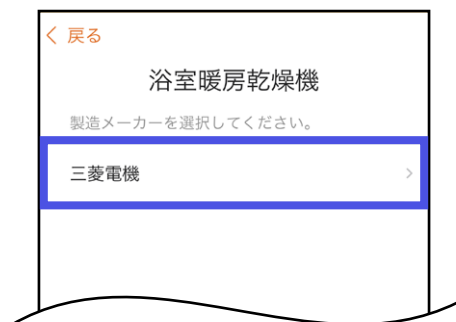 戻る
浴室暖房乾燥機
製造メーカーを選択してください。
三菱電機